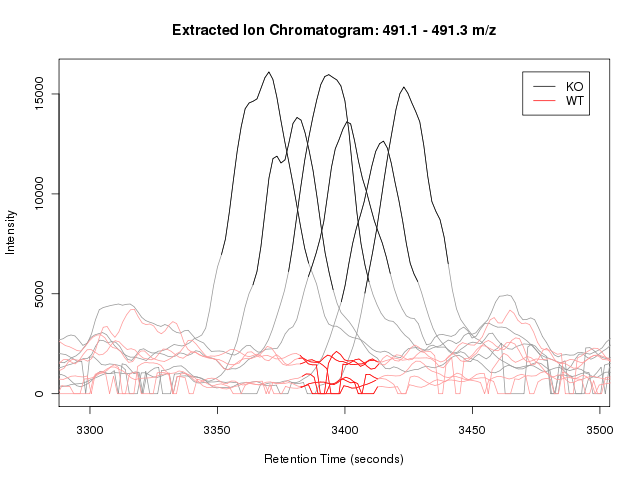 Extracted Ion Chromatogram: 491.1 - 491.3 m/z
KO
WT
Intensity
15000
10000
5000
0
3300
3350
3400
3450
3500
Retention Time (seconds)